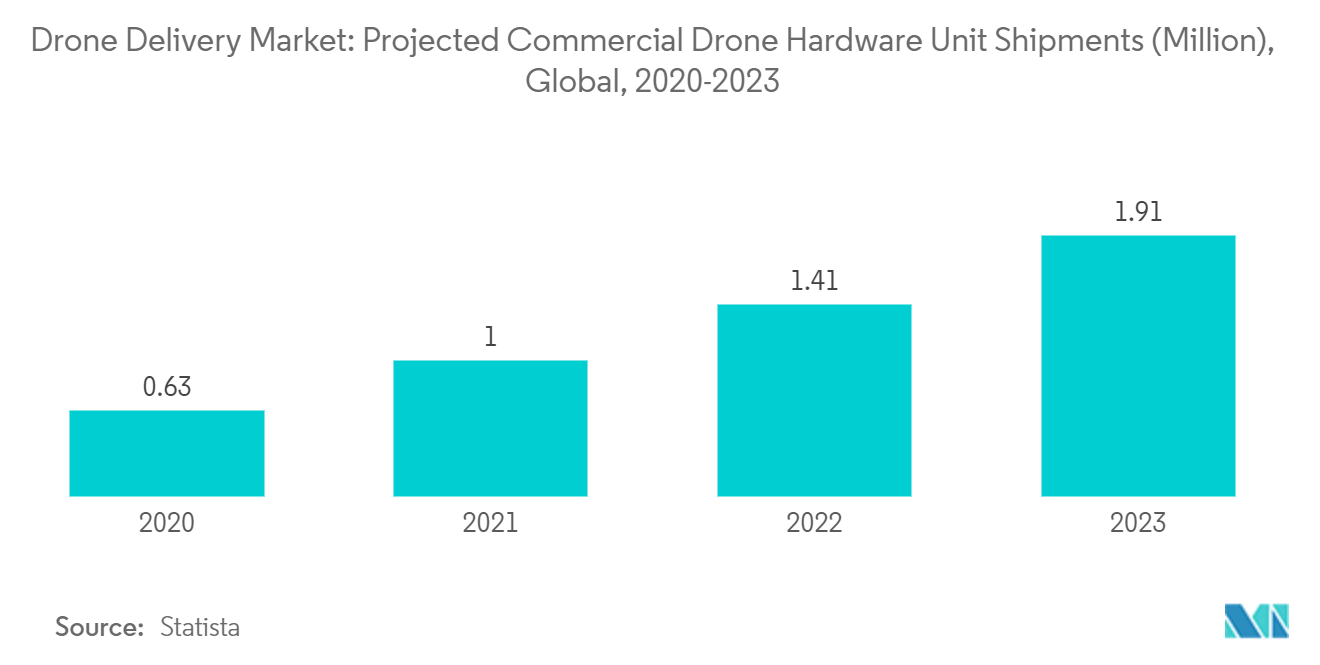 Drone Delivery Market: Projected Commercial Drone Hardware Unit Shipments (Million),
Global, 2020-2023
0.63
1
1.41
1.91
2020
2021
2022
2023
Source: Statista